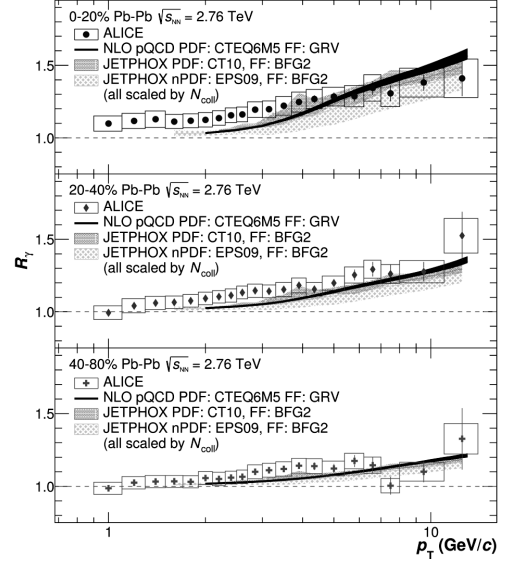 0-20% Pb-Pb √sNN = 2.76 TeV
ALICE
NLO pQCD PDF: CTEQ6M5 FF: GRV
JETPHOX PDF: CT10, FF: BFG2
JETPHOX nPDF: EPS09, FF: BFG2
(all scaled by Ncoll)
1.5
1.0
20-40% Pb-Pb √sNN = 2.76 TeV
ALICE
NLO pQCD PDF: CTEQ6M5 FF: GRV
JETPHOX PDF: CT10, FF: BFG2
JETPHOX nPDF: EPS09, FF: BFG2
(all scaled by Ncoll)
Rγ
1.5
1.0
40-80% Pb-Pb √sNN = 2.76 TeV
ALICE
NLO pQCD PDF: CTEQ6M5 FF: GRV
JETPHOX PDF: CT10, FF: BFG2
JETPHOX nPDF: EPS09, FF: BFG2
(all scaled by Ncoll)
1.5
1.0
1 10
pT (GeV/c)